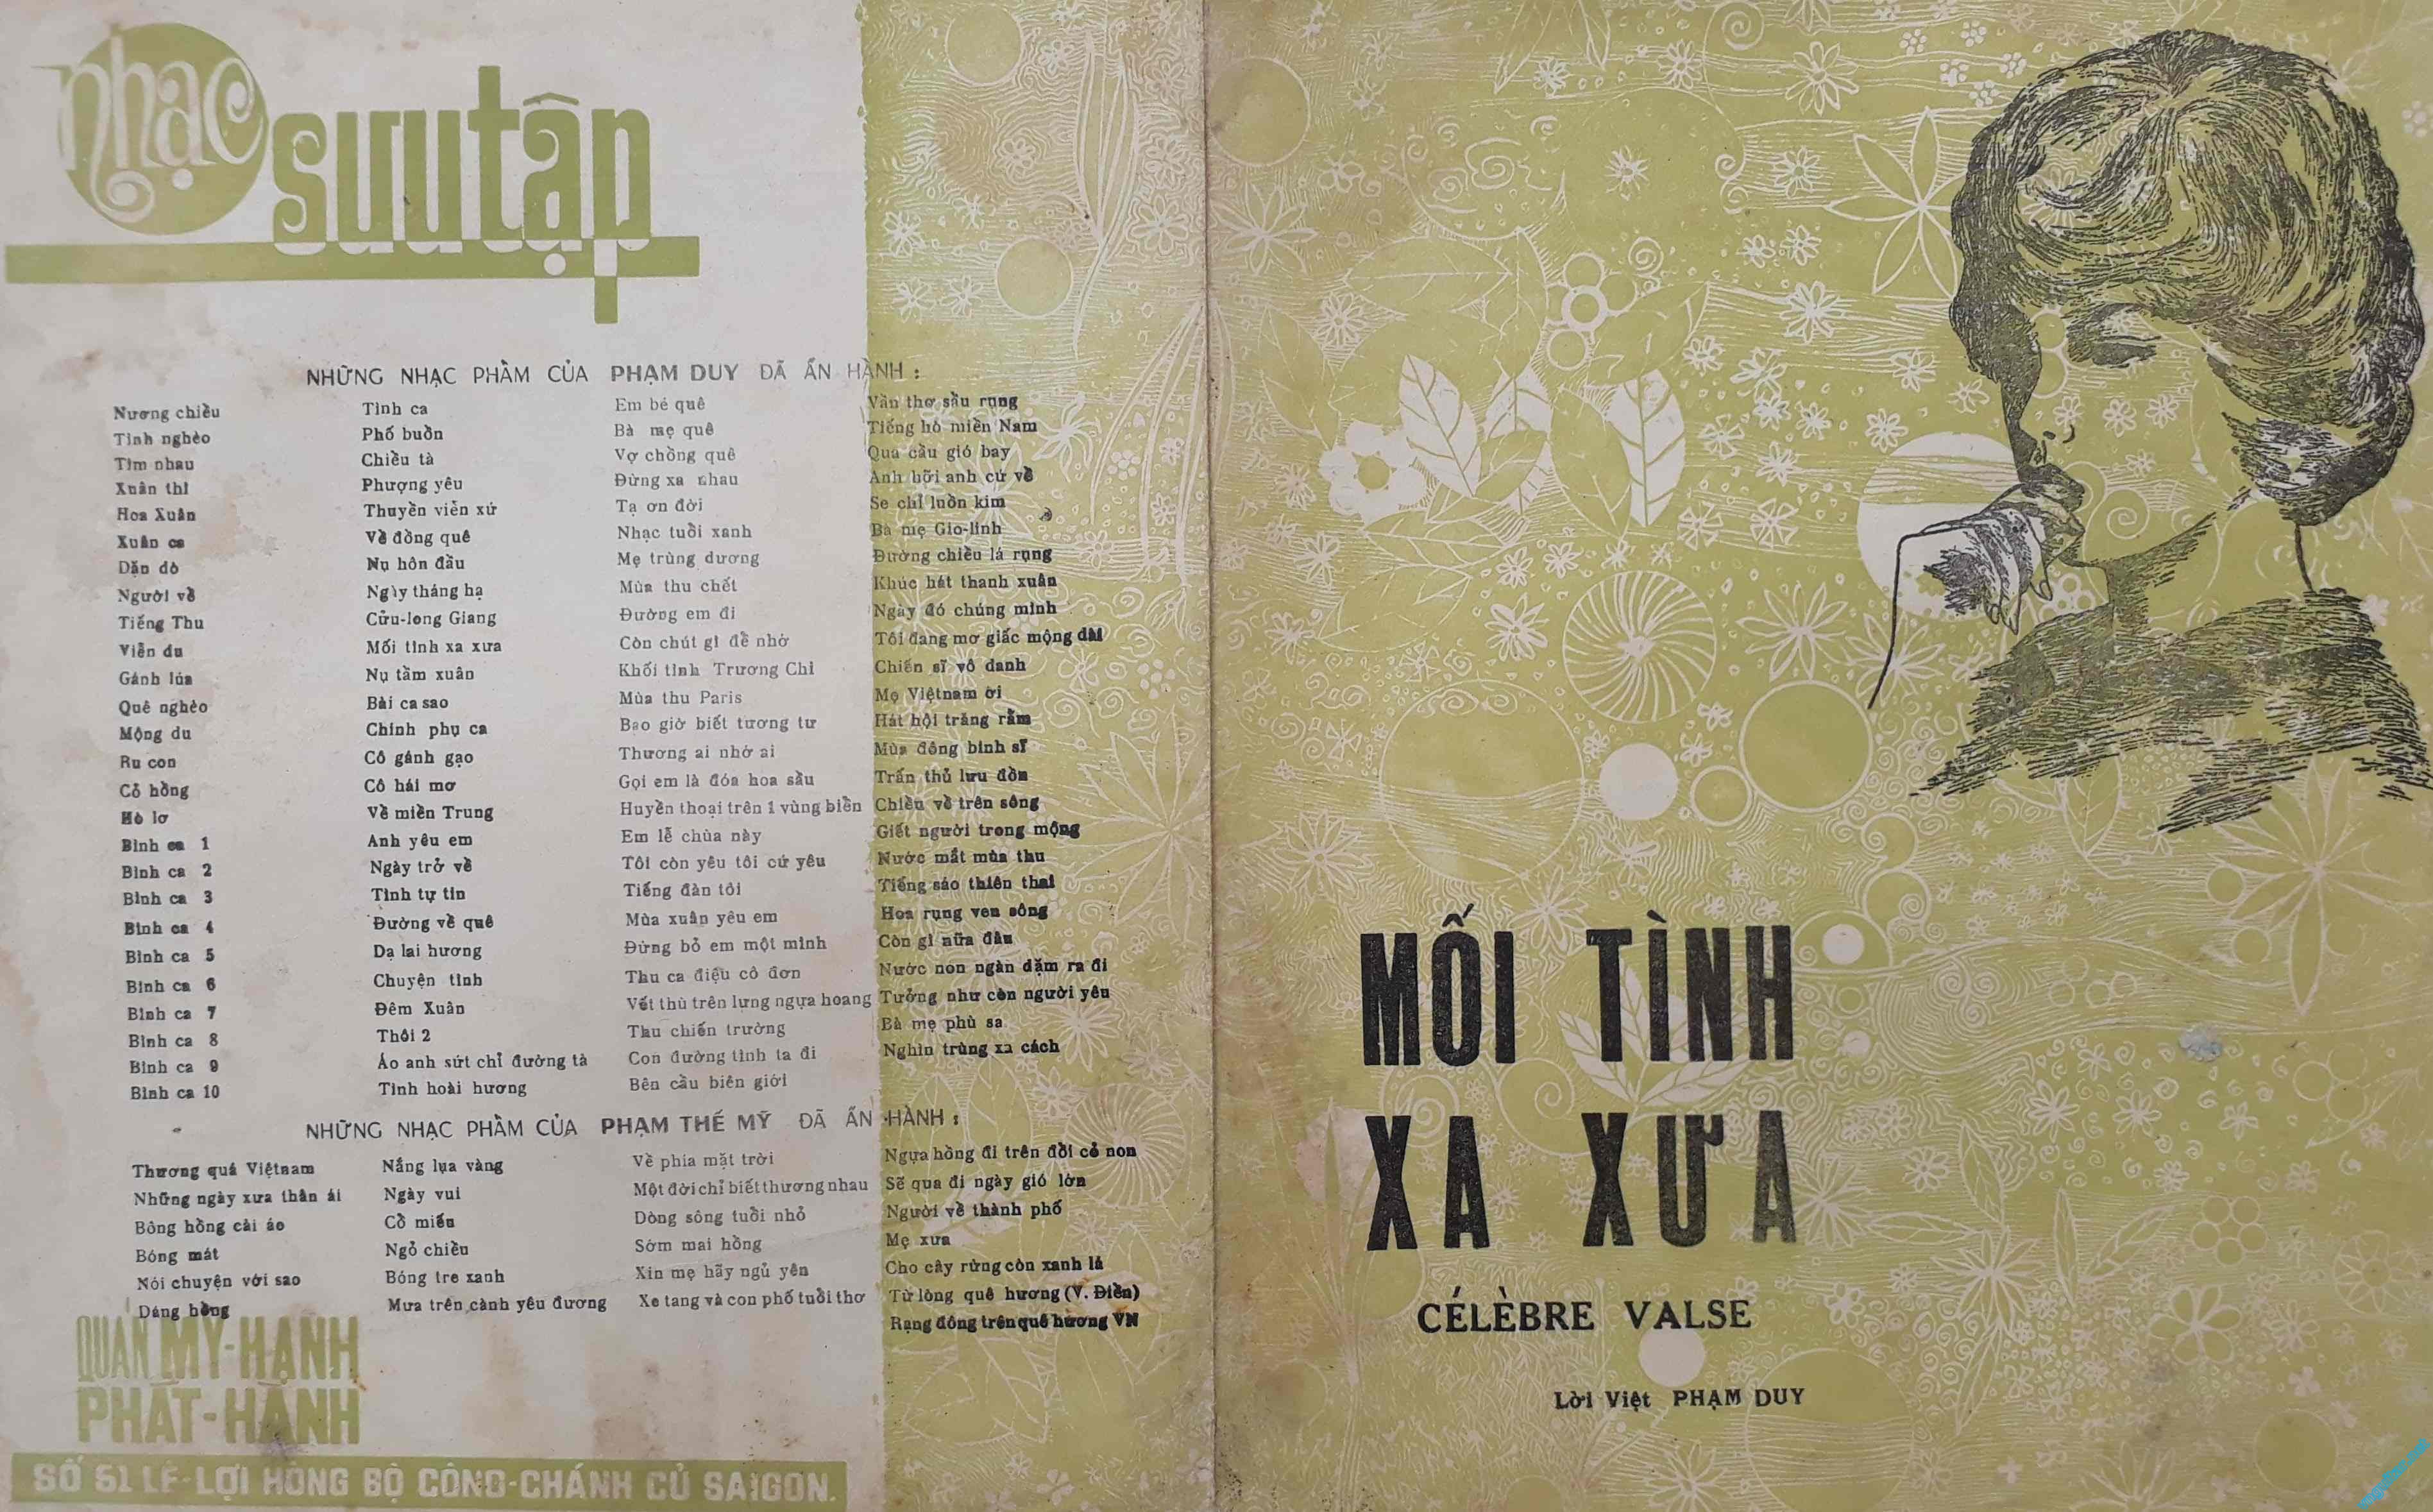 nhạc
sưu tập
NHỮNG NHẠC PHẨM CỦA PHẠM DUY ĐÃ ẤN HÀNH :
Nương chiều
Tình nghèo
Tìm nhau
Xuân thì
Hoa Xuân
Xuân ca
Dặn dò
Người về
Tiếng Thu
Viễn du
Gánh lúa
Quê nghèo
Mộng du
Ru con
Cỏ hồng
Hò lơ
Bình ca 1
Bình ca 2
Bình ca 3
Bình ca 4
Bình ca 5
Bình ca 6
Bình ca 7
Bình ca 8
Bình ca 9
Bình ca 10
Tình ca
Phố buồn
Chiều tà
Phượng yêu
Thuyền viễn xứ
Về đồng quê
Nụ hôn đầu
Ngày tháng hạ
Cửu-long Giang
Mối tình xa xưa
Nụ tầm xuân
Bài ca sao
Chinh phụ ca
Cô gánh gạo
Cô hái mơ
Về miền Trung
Anh yêu em
Ngày trở về
Tình tự tin
Đường về quê
Dạ lai hương
Chuyện tình
Đêm Xuân
Thôi 2
Áo anh sứt chỉ đường tà
Tình hoài hương
Em bé quê
Bà mẹ quê
Vợ chồng quê
Đừng xa nhau
Tạ ơn đời
Nhạc tuổi xanh
Mẹ trùng dương
Mùa thu chết
Đường em đi
Còn chút gì để nhớ
Khối tình Trương Chi
Mùa thu Paris
Bao giờ biết tương tư
Thương ai nhớ ai
Gọi em là đóa hoa sầu
Huyền thoại trên 1 vùng biển
Em lễ chùa này
Tôi còn yêu tôi cứ yêu
Tiếng đàn tôi
Mùa xuân yêu em
Đừng bỏ em một mình
Thu ca điệu cô đơn
Vết thù trên lưng ngựa hoang
Thu chiến trường
Con đường tình ta đi
Bên cầu biên giới
Vần thơ sầu rụng
Tiếng hò miền Nam
Qua cầu gió bay
Anh hỡi anh cứ về
Se chỉ luồn kim
Bà mẹ Gio-linh
Đường chiều lá rụng
Khúc hát thanh xuân
Ngày đó chúng mình
Tôi đang mơ giấc mộng dài
Chiến sĩ vô danh
Mẹ Việtnam ơi
Hát hội trăng rằm
Mùa đông binh sĩ
Trấn thủ lưu đồn
Chiều về trên sông
Giết người trong mộng
Nước mắt mùa thu
Tiếng sáo thiên thai
Hoa rụng ven sông
Còn gì nữa đâu
Nước non ngàn dặm ra đi
Tưởng như còn người yêu
Bà mẹ phù sa
Nghìn trùng xa cách
NHỮNG NHẠC PHẨM CỦA PHẠM THẾ MỸ ĐÃ ẤN HÀNH :
Thương quá Việtnam
Những ngày xưa thân ái
Bông hồng cài áo
Bóng mát
Nói chuyện với sao
Dáng hồng
Nắng lụa vàng
Ngày vui
Cổ miếu
Ngỏ chiều
Bóng tre xanh
Mưa trên cành yêu đương
Về phía mặt trời
Một đời chỉ biết thương nhau
Dòng sông tuổi nhỏ
Sớm mai hồng
Xin mẹ hãy ngủ yên
Xe tang và con phố tuổi thơ
Ngựa hồng đi trên đồi cỏ non
Sẽ qua đi ngày gió lớn
Người về thành phố
Mẹ xưa
Cho cây rừng còn xanh lá
Từ lòng quê hương (V. Điền)
Rạng đông trên quê hương VN
QUÁN MỸ-HẠNH
PHÁT-HÀNH
SỐ 51 LÊ-LỢI HÔNG BỘ CÔNG-CHÁNH CỦ SAIGON.
MỐI TÌNH
XA XƯA
CÉLÈBRE VALSE
Lời Việt PHẠM DUY